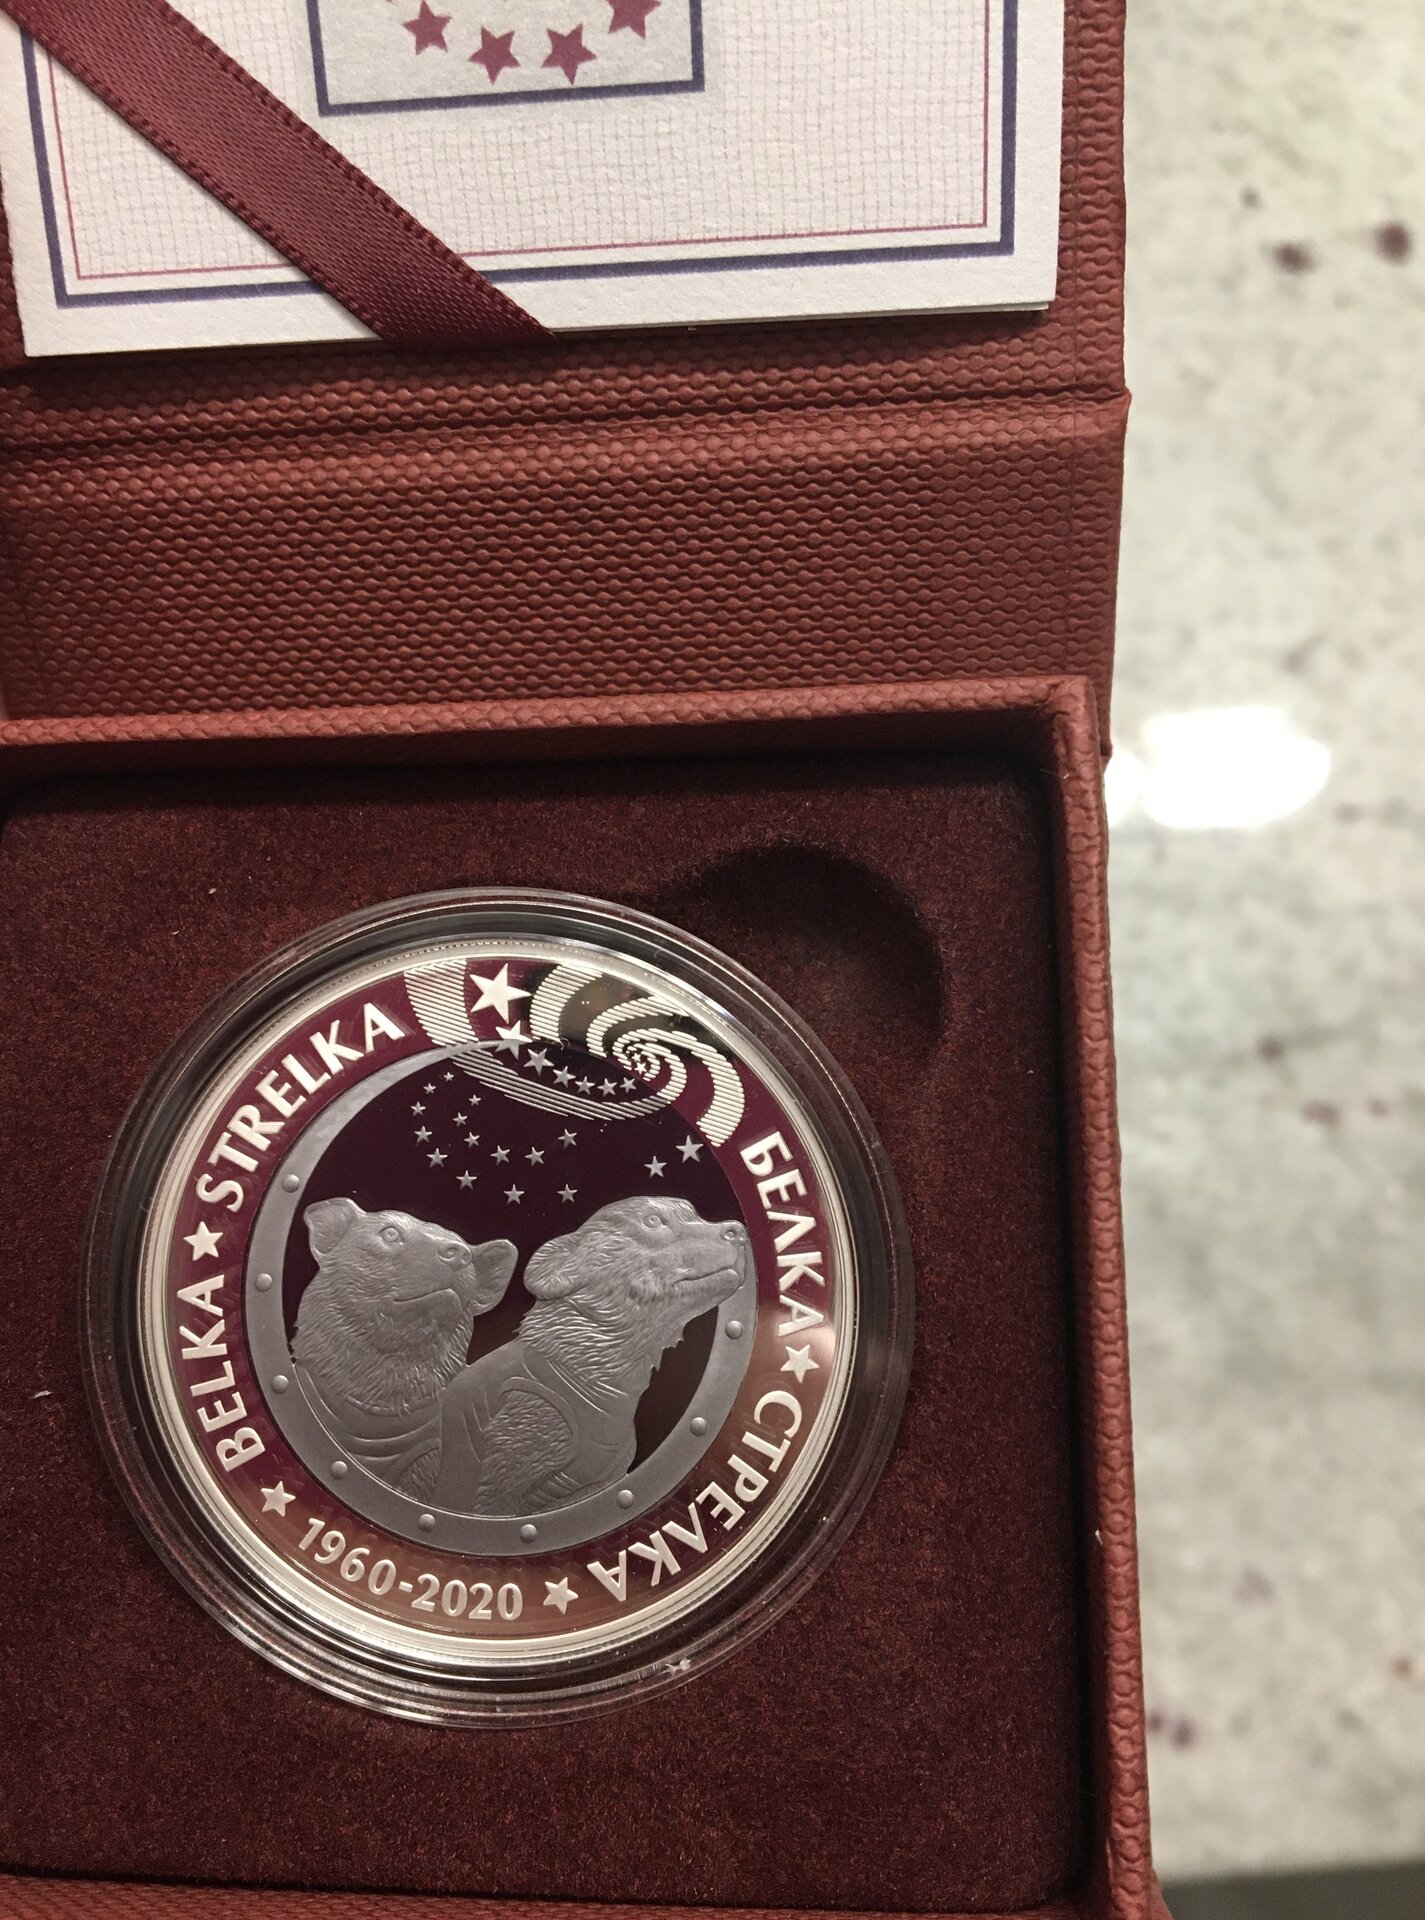 BELKA ★ STRELKA
БЕЛКА ★ СТРЕЛКА
1960-2020